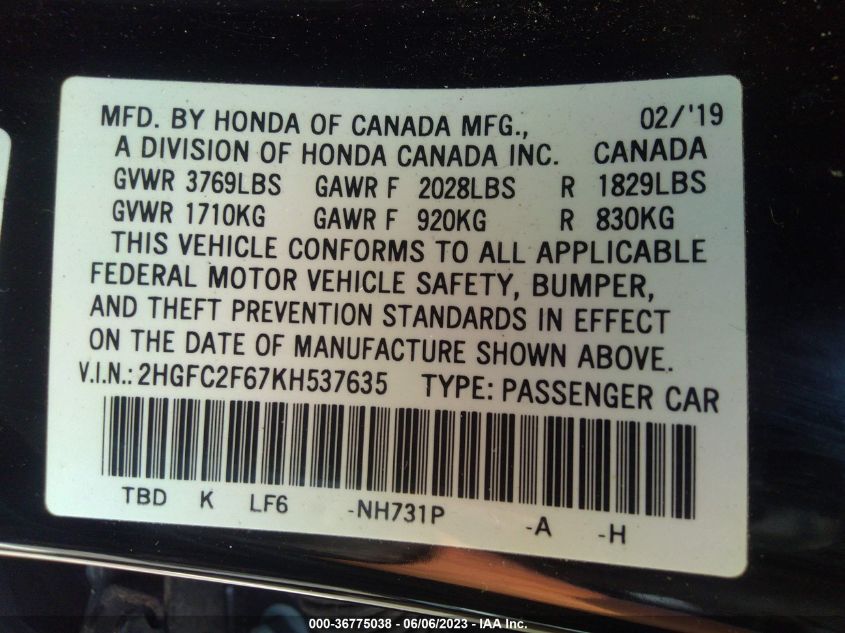 MFD. BY HONDA OF CANADA MFG., 02/'19
A DIVISION OF HONDA CANADA INC. CANADA
GVWR 3769LBS GAWR F 2028LBS R 1829LBS
GVWR 1710KG GAWR F 920KG R 830KG
THIS VEHICLE CONFORMS TO ALL APPLICABLE
FEDERAL MOTOR VEHICLE SAFETY, BUMPER,
AND THEFT PREVENTION STANDARDS IN EFFECT
ON THE DATE OF MANUFACTURE SHOWN ABOVE.
V.I.N.: 2HGFC2F67KH537635 TYPE: PASSENGER CAR
TBD K LF6 -NH731P -A -H
000-36775038 - 06/06/2023 - IAA Inc.